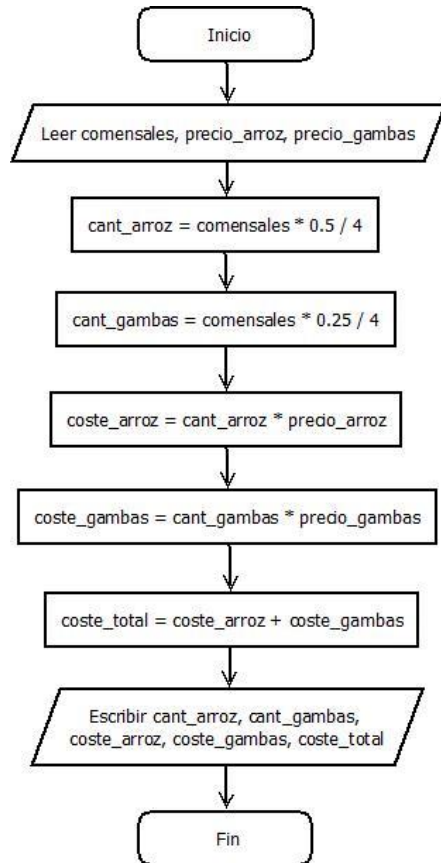 Inicio
Leer comensales, precio_arroz, precio_gambas
cant_arroz = comensales * 0.5 / 4
cant_gambas = comensales * 0.25 / 4
coste_arroz = cant_arroz * precio_arroz
coste_gambas = cant_gambas * precio_gambas
coste_total = coste_arroz + coste_gambas
Escribir cant_arroz, cant_gambas,
coste_arroz, coste_gambas, coste_total
Fin